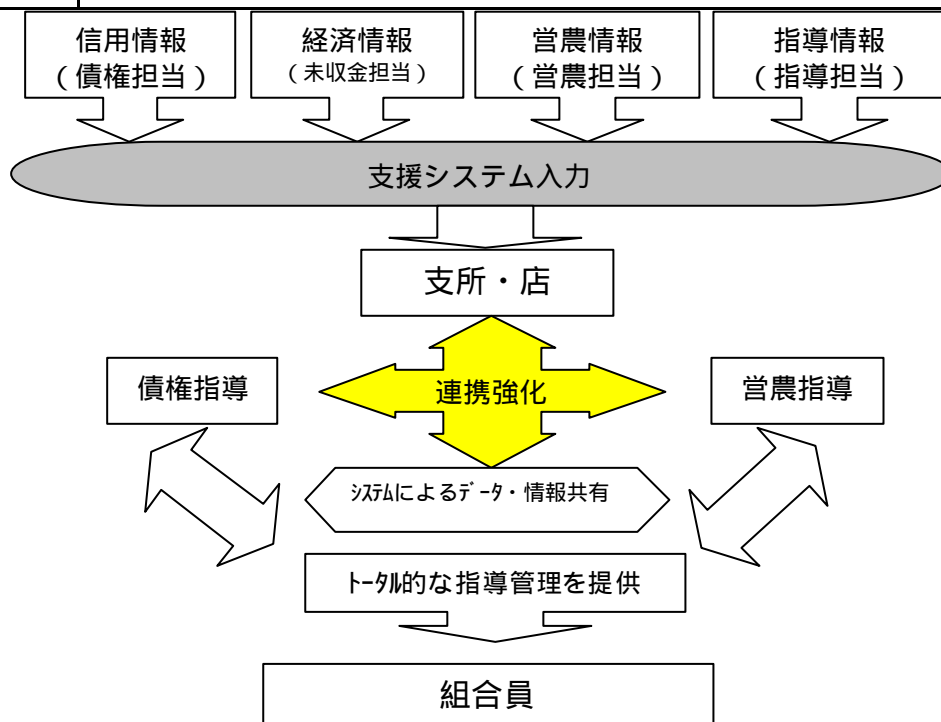 信用情報
（債権担当）
経済情報
（未収金担当）
営農情報
（営農担当）
指導情報
（指導担当）
支援システム入力
支所・店
債権指導
連携強化
営農指導
ｼｽﾃﾑによるﾃﾞｰﾀ・情報共有
ﾄｰﾀﾙ的な指導管理を提供
組合員